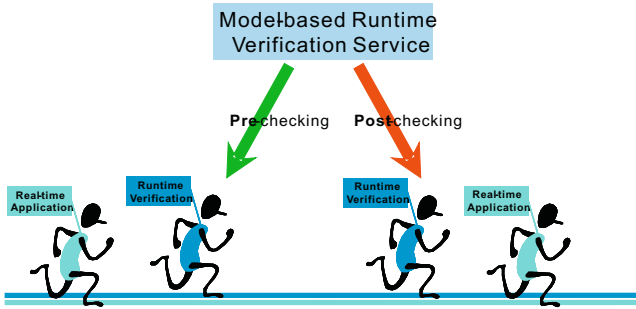 Model-based Runtime
Verification Service
Pre-checking
Post-checking
Real-time
Application
Runtime
Verification
Runtime
Verification
Real-time
Application